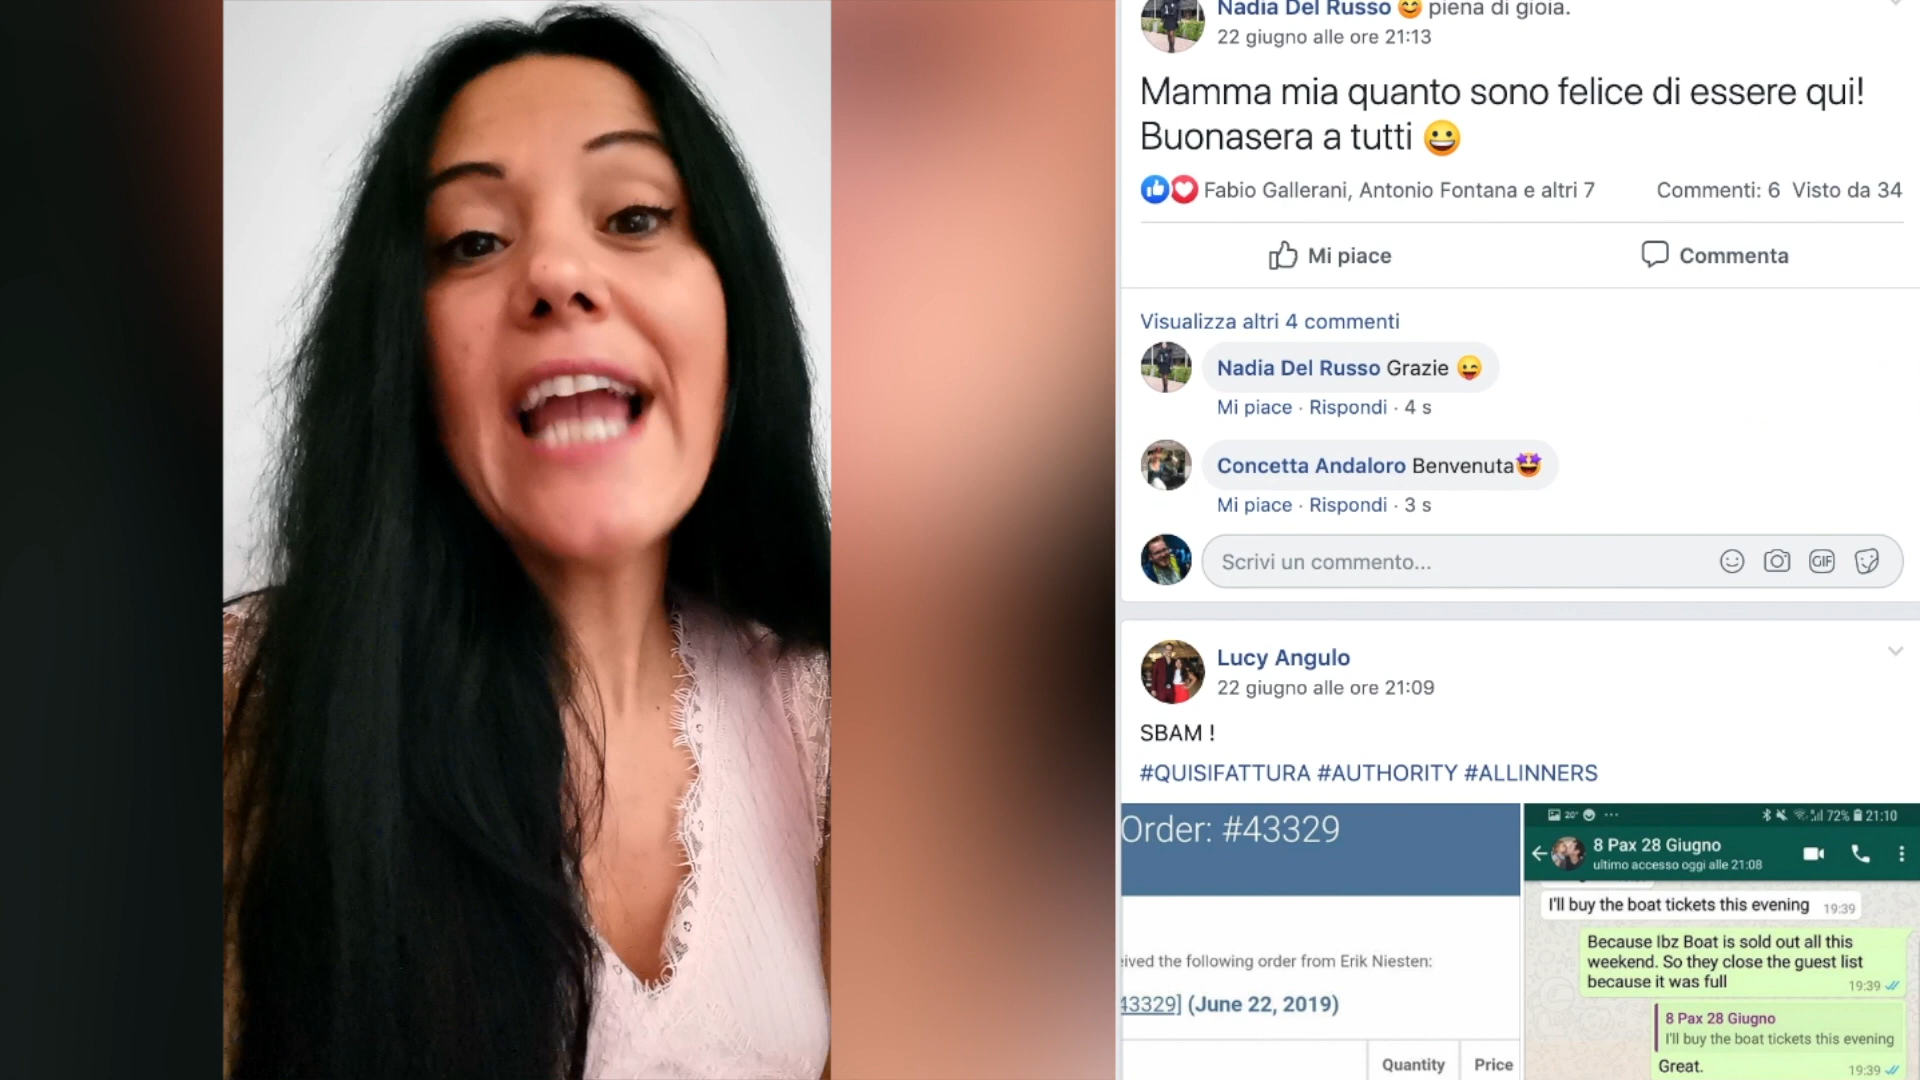 Nadia Del Russo 😊 piena di gioia.
22 giugno alle ore 21:13
Mamma mia quanto sono felice di essere qui!
Buonasera a tutti 😀
Fabio Gallerani, Antonio Fontana e altri 7
Commenti: 6 Visto da 34
Mi piace
Commenta
Visualizza altri 4 commenti
Nadia Del Russo Grazie 😜
Mi piace · Rispondi · 4 s
Concetta Andaloro Benvenuta🤩
Mi piace · Rispondi · 3 s
Scrivi un commento...
GIF
Lucy Angulo
22 giugno alle ore 21:09
SBAM !
#QUISIFATTURA #AUTHORITY #ALLINNERS
Order: #43329
ived the following order from Erik Niesten:
43329] (June 22, 2019)
Quantity
Price
20° 72% 21:10
8 Pax 28 Giugno
ultimo accesso oggi alle 21:08
I'll buy the boat tickets this evening 19:39
Because Ibz Boat is sold out all this
weekend. So they close the guest list
because it was full 19:39
8 Pax 28 Giugno
I'll buy the boat tickets this evening
Great. 19:39